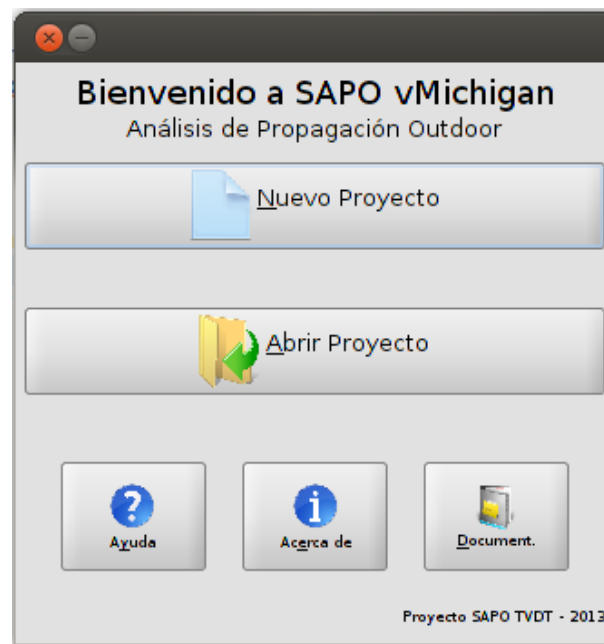 Bienvenido a SAPO vMichigan
Análisis de Propagación Outdoor
Nuevo Proyecto
Abrir Proyecto
Ayuda
Acerca de
Document.
Proyecto SAPO TVDT - 2013